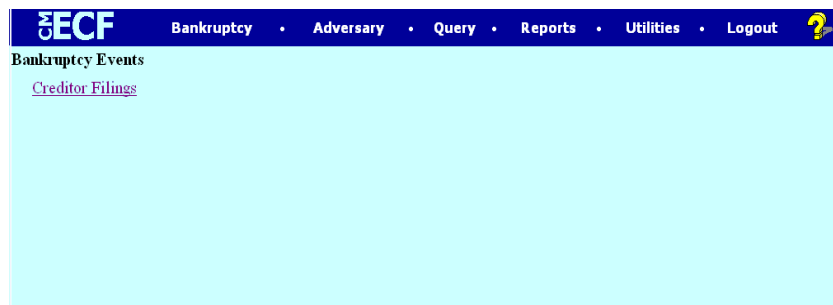 CM ECF Bankruptcy • Adversary • Query • Reports • Utilities • Logout ?
Bankruptcy Events
Creditor Filings